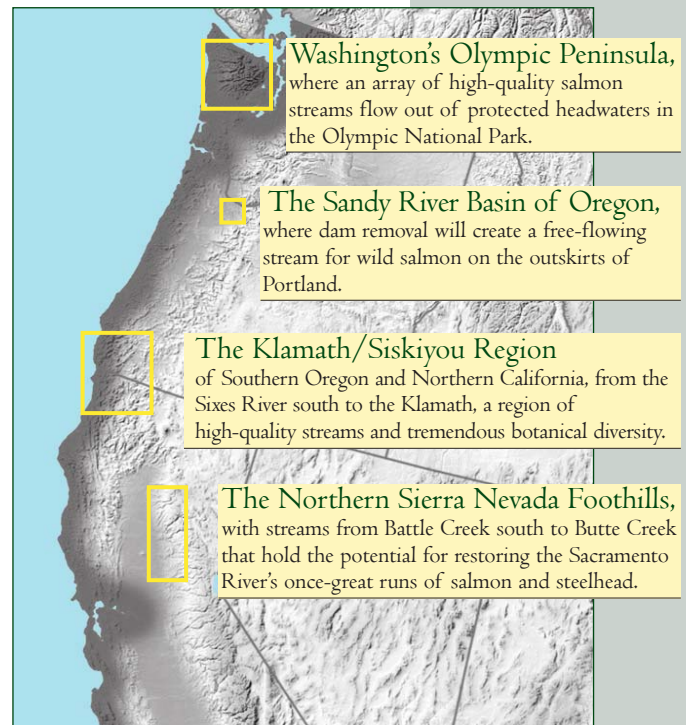 Washington's Olympic Peninsula,
where an array of high-quality salmon
streams flow out of protected headwaters in
the Olympic National Park.
The Sandy River Basin of Oregon,
where dam removal will create a free-flowing
stream for wild salmon on the outskirts of
Portland.
The Klamath/Siskiyou Region
of Southern Oregon and Northern California, from the
Sixes River south to the Klamath, a region of
high-quality streams and tremendous botanical diversity.
The Northern Sierra Nevada Foothills,
with streams from Battle Creek south to Butte Creek
that hold the potential for restoring the Sacramento
River's once-great runs of salmon and steelhead.